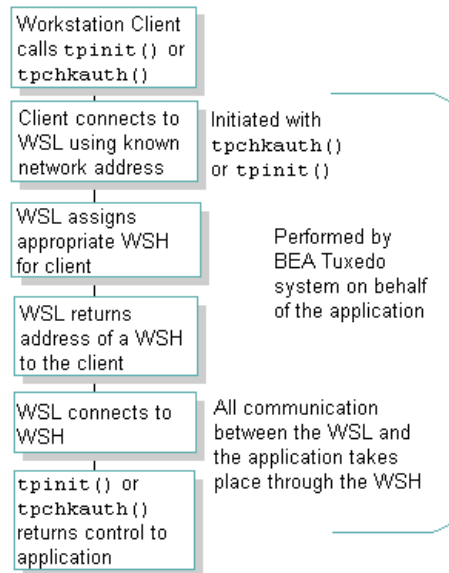 Workstation Client
calls tpinit() or
tpchkauth()
Client connects to
WSL using known
network address
Initiated with
tpchkauth()
or tpinit()
WSL assigns
appropriate WSH
for client
Performed by
BEA Tuxedo
system on behalf
of the application
WSL returns
address of a WSH
to the client
WSL connects to
WSH
All communication
between the WSL and
the application takes
place through the WSH
tpinit() or
tpchkauth()
returns control to
application